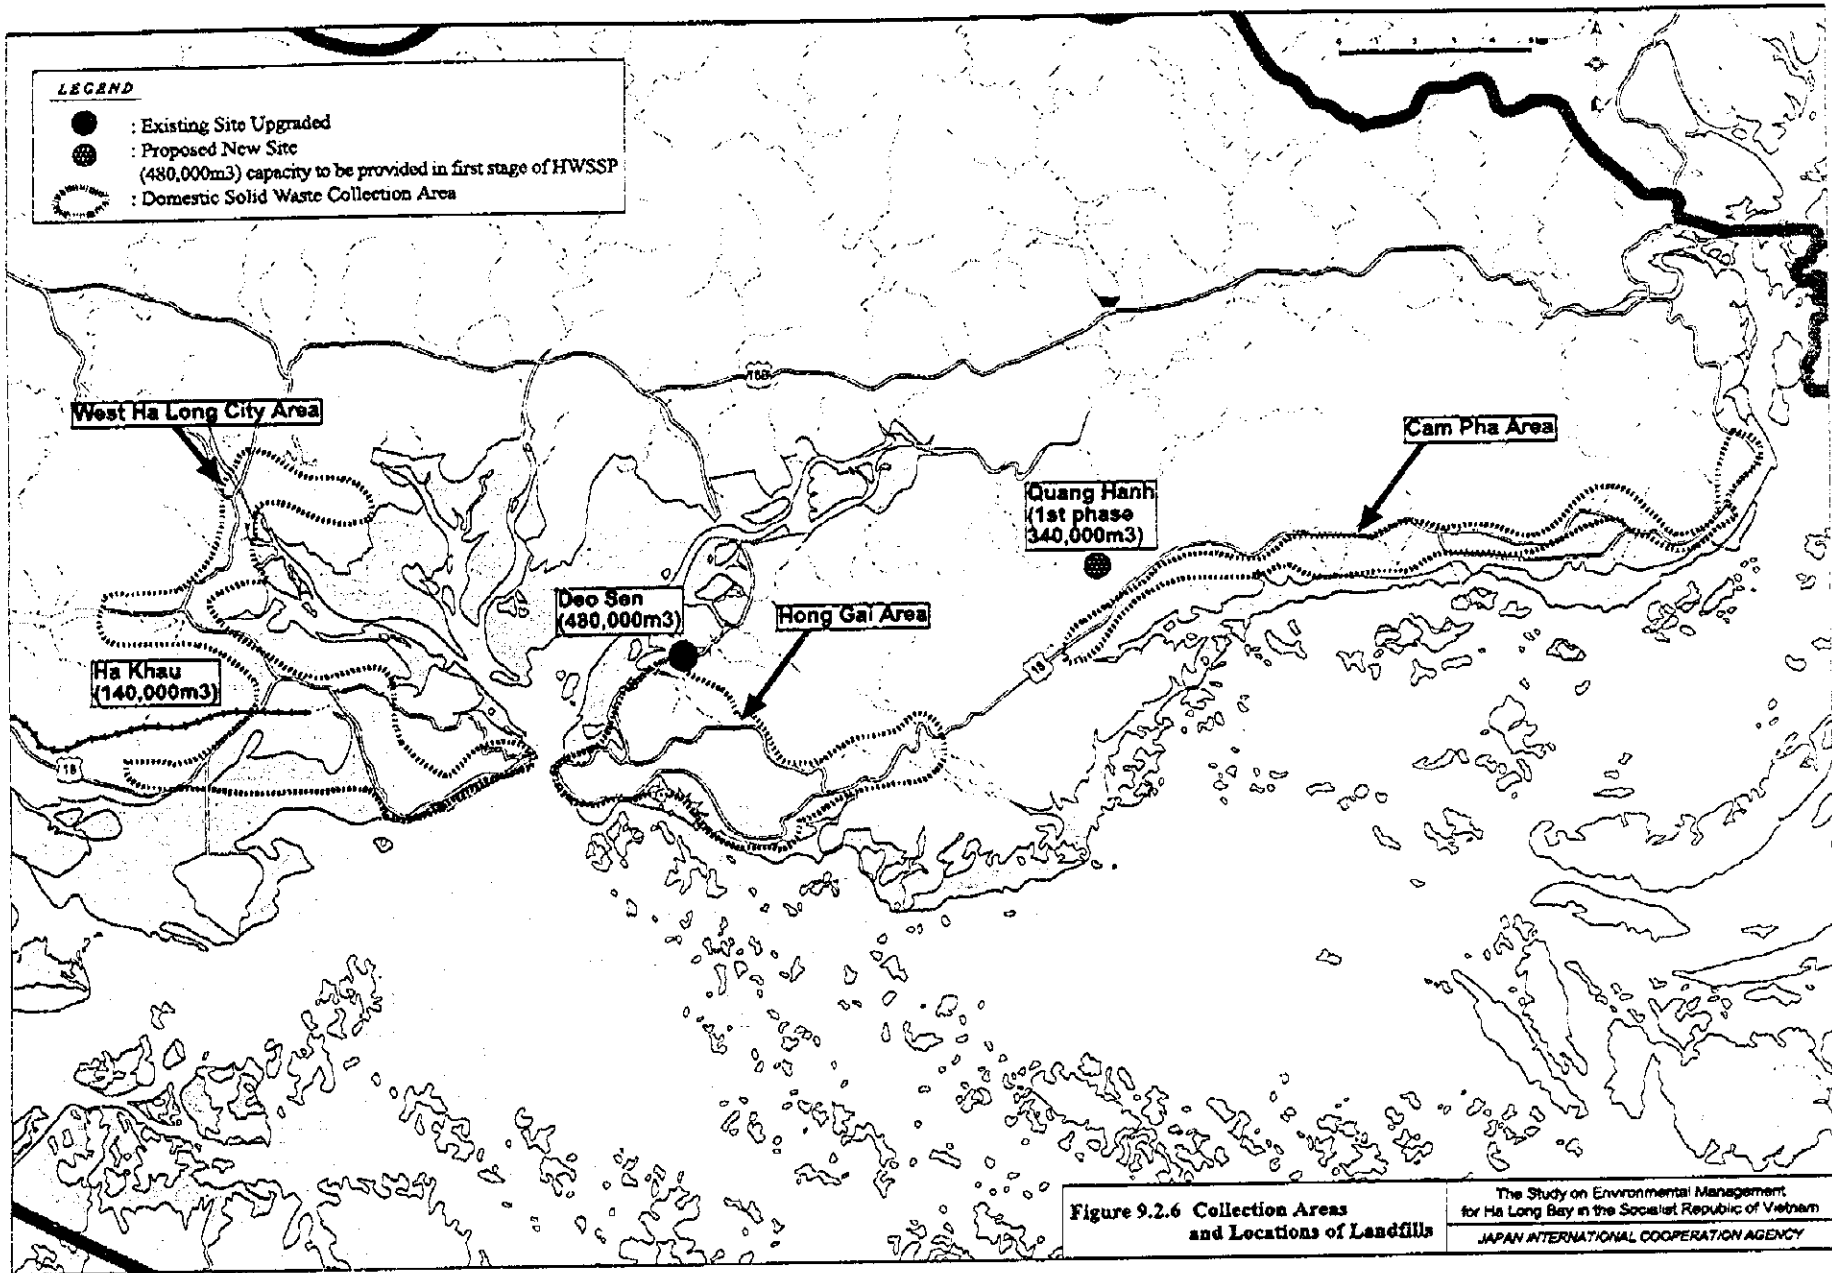 LEGEND
: Existing Site Upgraded
: Proposed New Site
(480,000m3) capacity to be provided in first stage of HWSSP
: Domestic Solid Waste Collection Area
18B
West Ha Long City Area
Cam Pha Area
Quang Hanh
(1st phase
340,000m3)
Deo Sen
(480,000m3)
Hong Gai Area
Ha Khau
(140,000m3)
18
18
Figure 9.2.6 Collection Areas
and Locations of Landfills
The Study on Environmental Management
for Ha Long Bay in the Socialist Republic of Vietnam
JAPAN INTERNATIONAL COOPERATION AGENCY